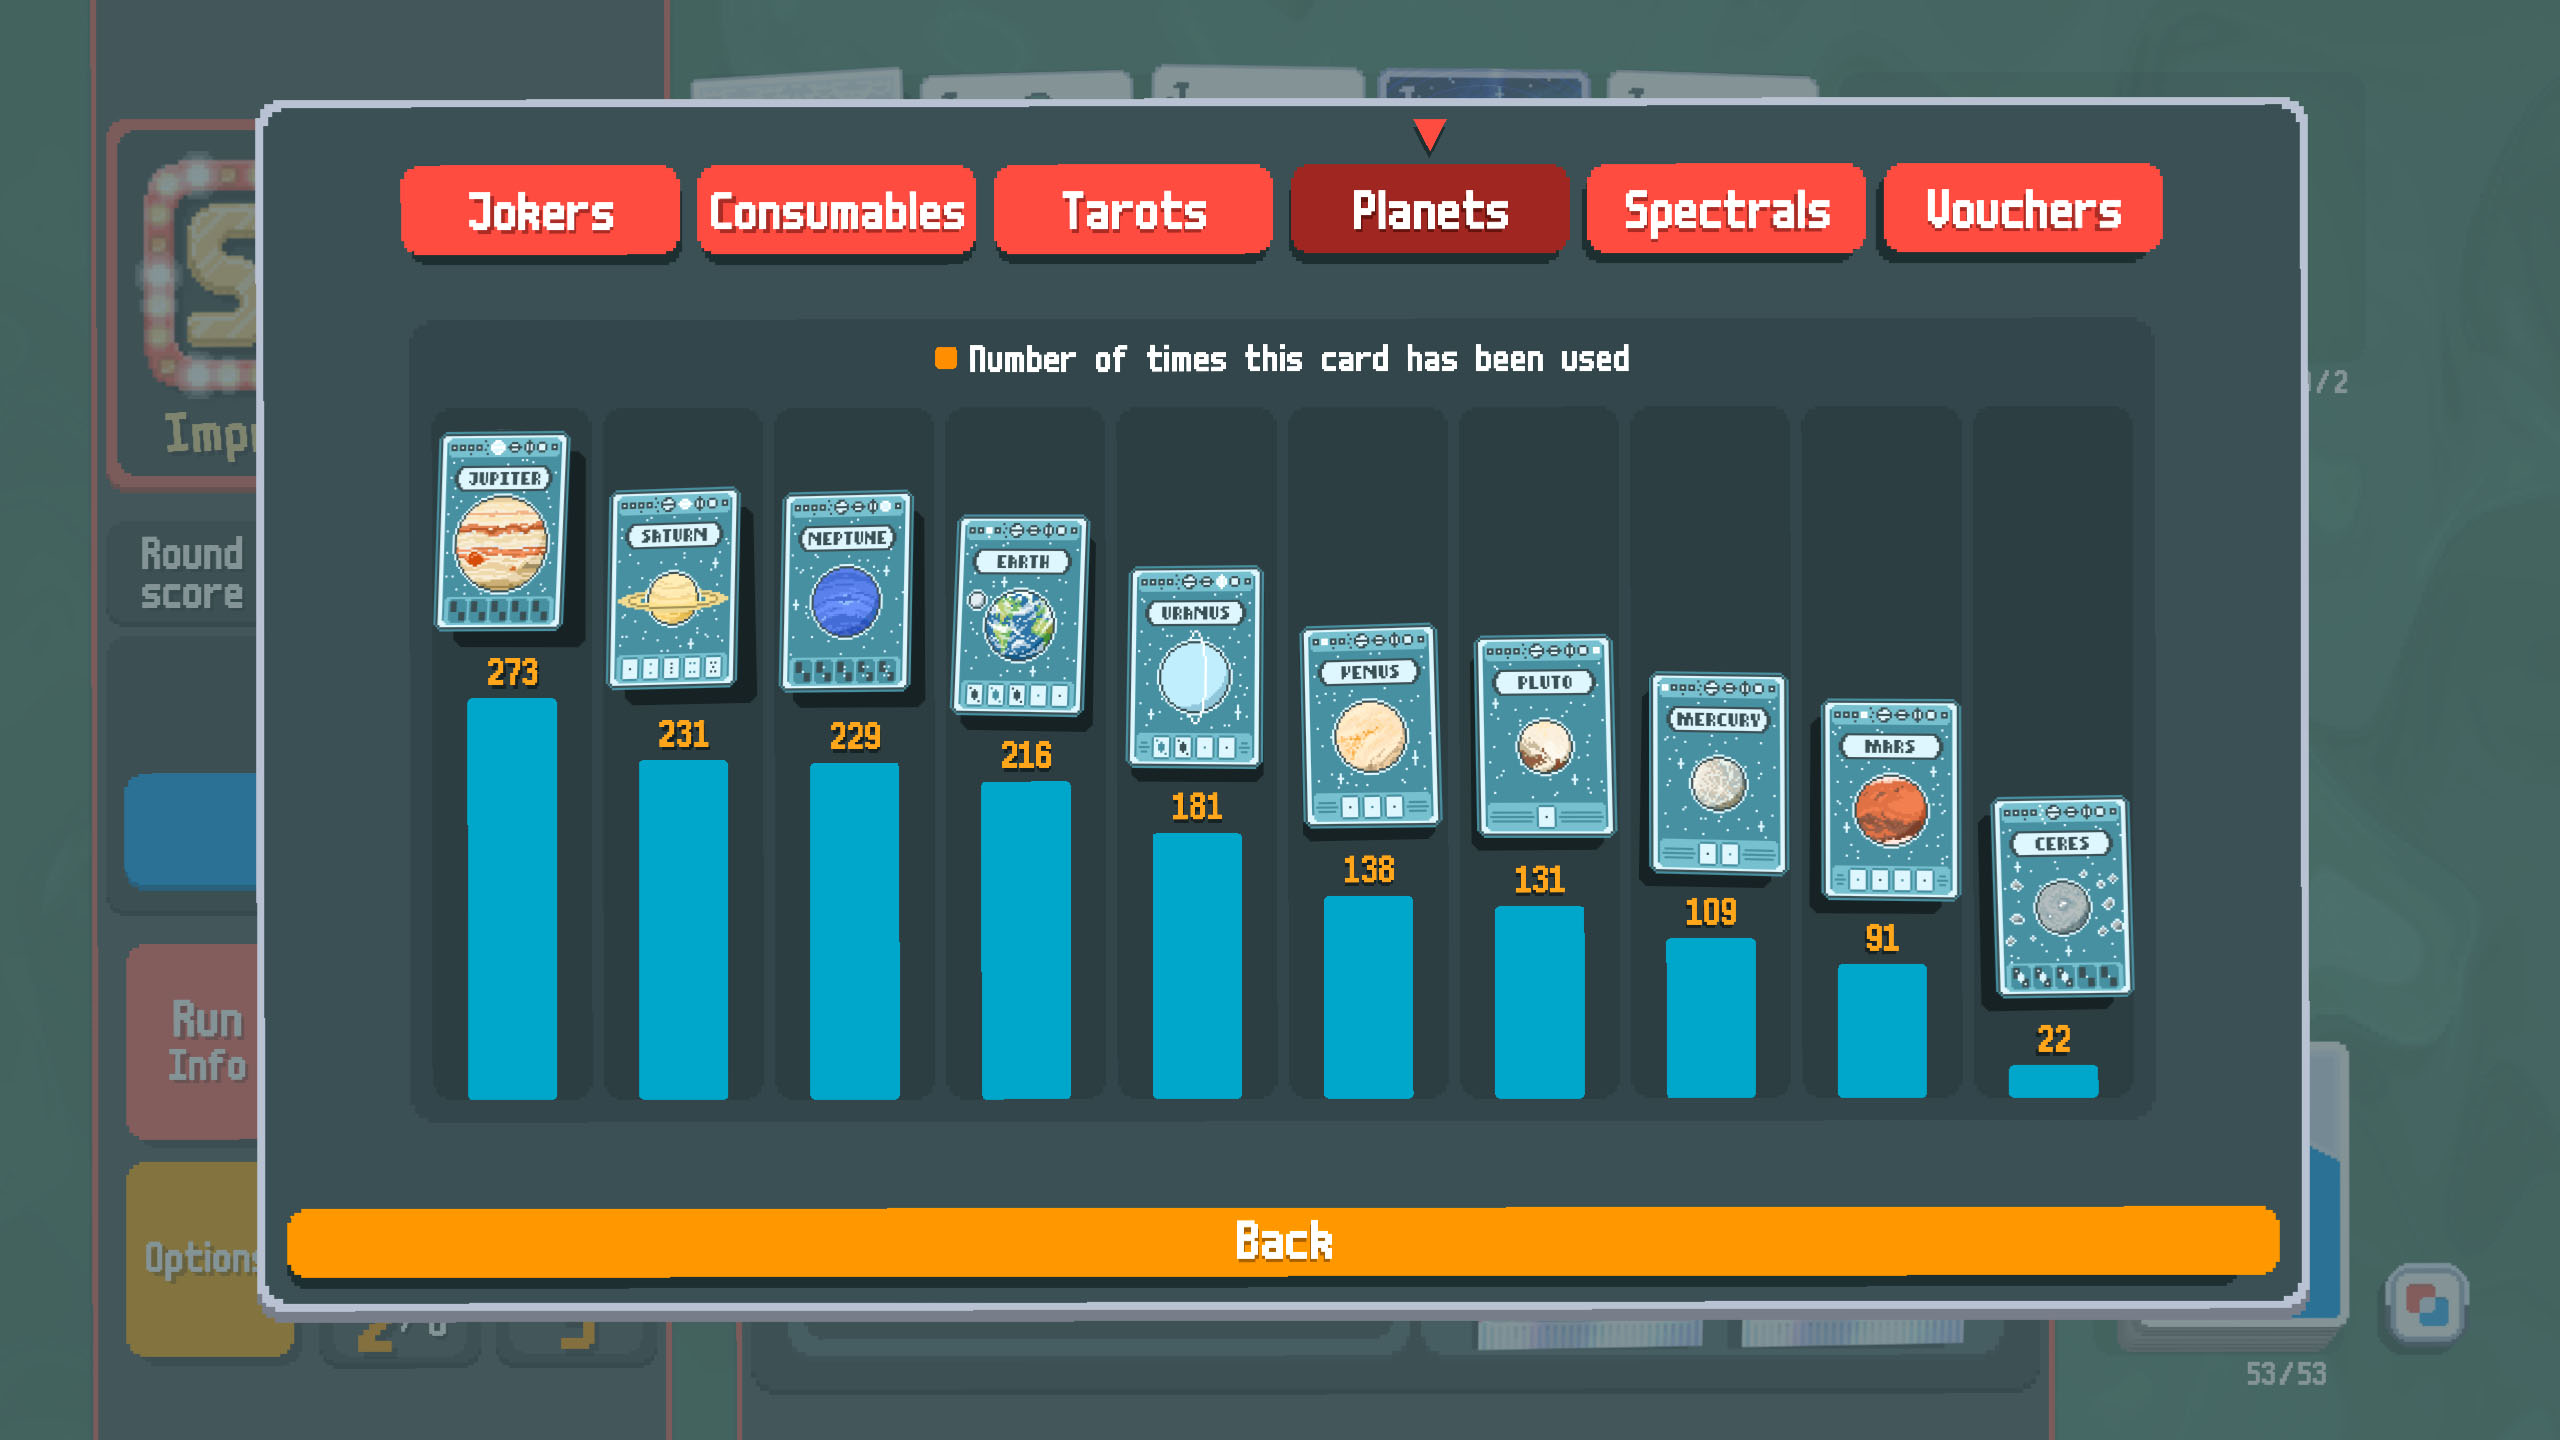 Jokers
Consumables
Tarots
Planets
Spectrals
Vouchers
Number of times this card has been used
JUPITER
SATURN
NEPTUNE
EARTH
URANUS
VENUS
PLUTO
MERCURY
MARS
CERES
273
231
229
216
181
138
131
109
91
22
Back
Round
score
Run
Info
Options
/2
53/53